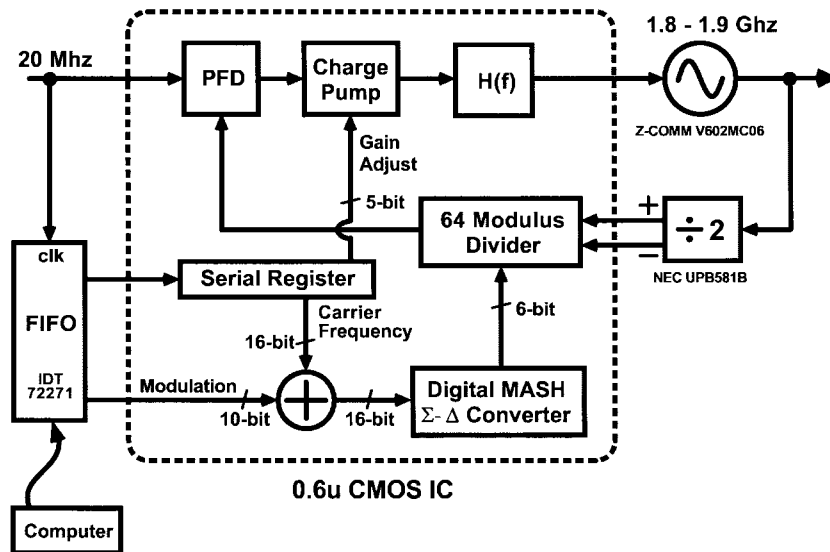 1.8 - 1.9 Ghz
20 Mhz
PFD
Charge
Pump
H(f)
Z-COMM V602MC06
Gain
Adjust
5-bit
64 Modulus
Divider
+
−
÷ 2
NEC UPB581B
clk
FIFO
IDT
72271
Serial Register
Carrier
Frequency
16-bit
6-bit
Modulation
10-bit
+
16-bit
Digital MASH
Σ- Δ Converter
0.6u CMOS IC
Computer